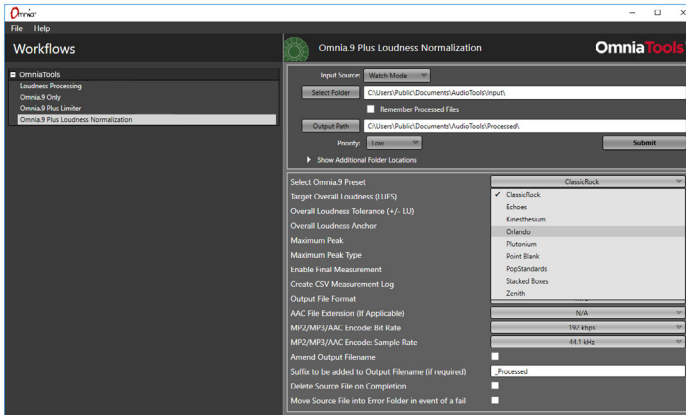 Omnia
File Help
Workflows
OmniaTools
Loudness Processing
Omnia.9 Only
Omnia.9 Plus Limiter
Omnia.9 Plus Loudness Normalization
Omnia.9 Plus Loudness Normalization
OmniaTools
Input Source: Watch Mode
Select Folder C:\Users\Public\Documents\AudioTools\Input\
Remember Processed Files
Output Path C:\Users\Public\Documents\AudioTools\Processed\
Priority: Low Submit
Show Additional Folder Locations
Select Omnia.9 Preset ClassicRock
Target Overall Loudness (LUFS) ✓ ClassicRock
Echoes
Overall Loudness Tolerance (+/- LU) Kinesthesium
Overall Loudness Anchor Orlando
Maximum Peak Plutonium
Maximum Peak Type Point Blank
Enable Final Measurement PopStandards
Create CSV Measurement Log Stacked Boxes
Output File Format Zenith
AAC File Extension (If Applicable) N/A
MP2/MP3/AAC Encode: Bit Rate 192 kbps
MP2/MP3/AAC Encode: Sample Rate 44.1 kHz
Amend Output Filename
Suffix to be added to Output Filename (if required) _Processed
Delete Source File on Completion
Move Source File into Error Folder in event of a fail